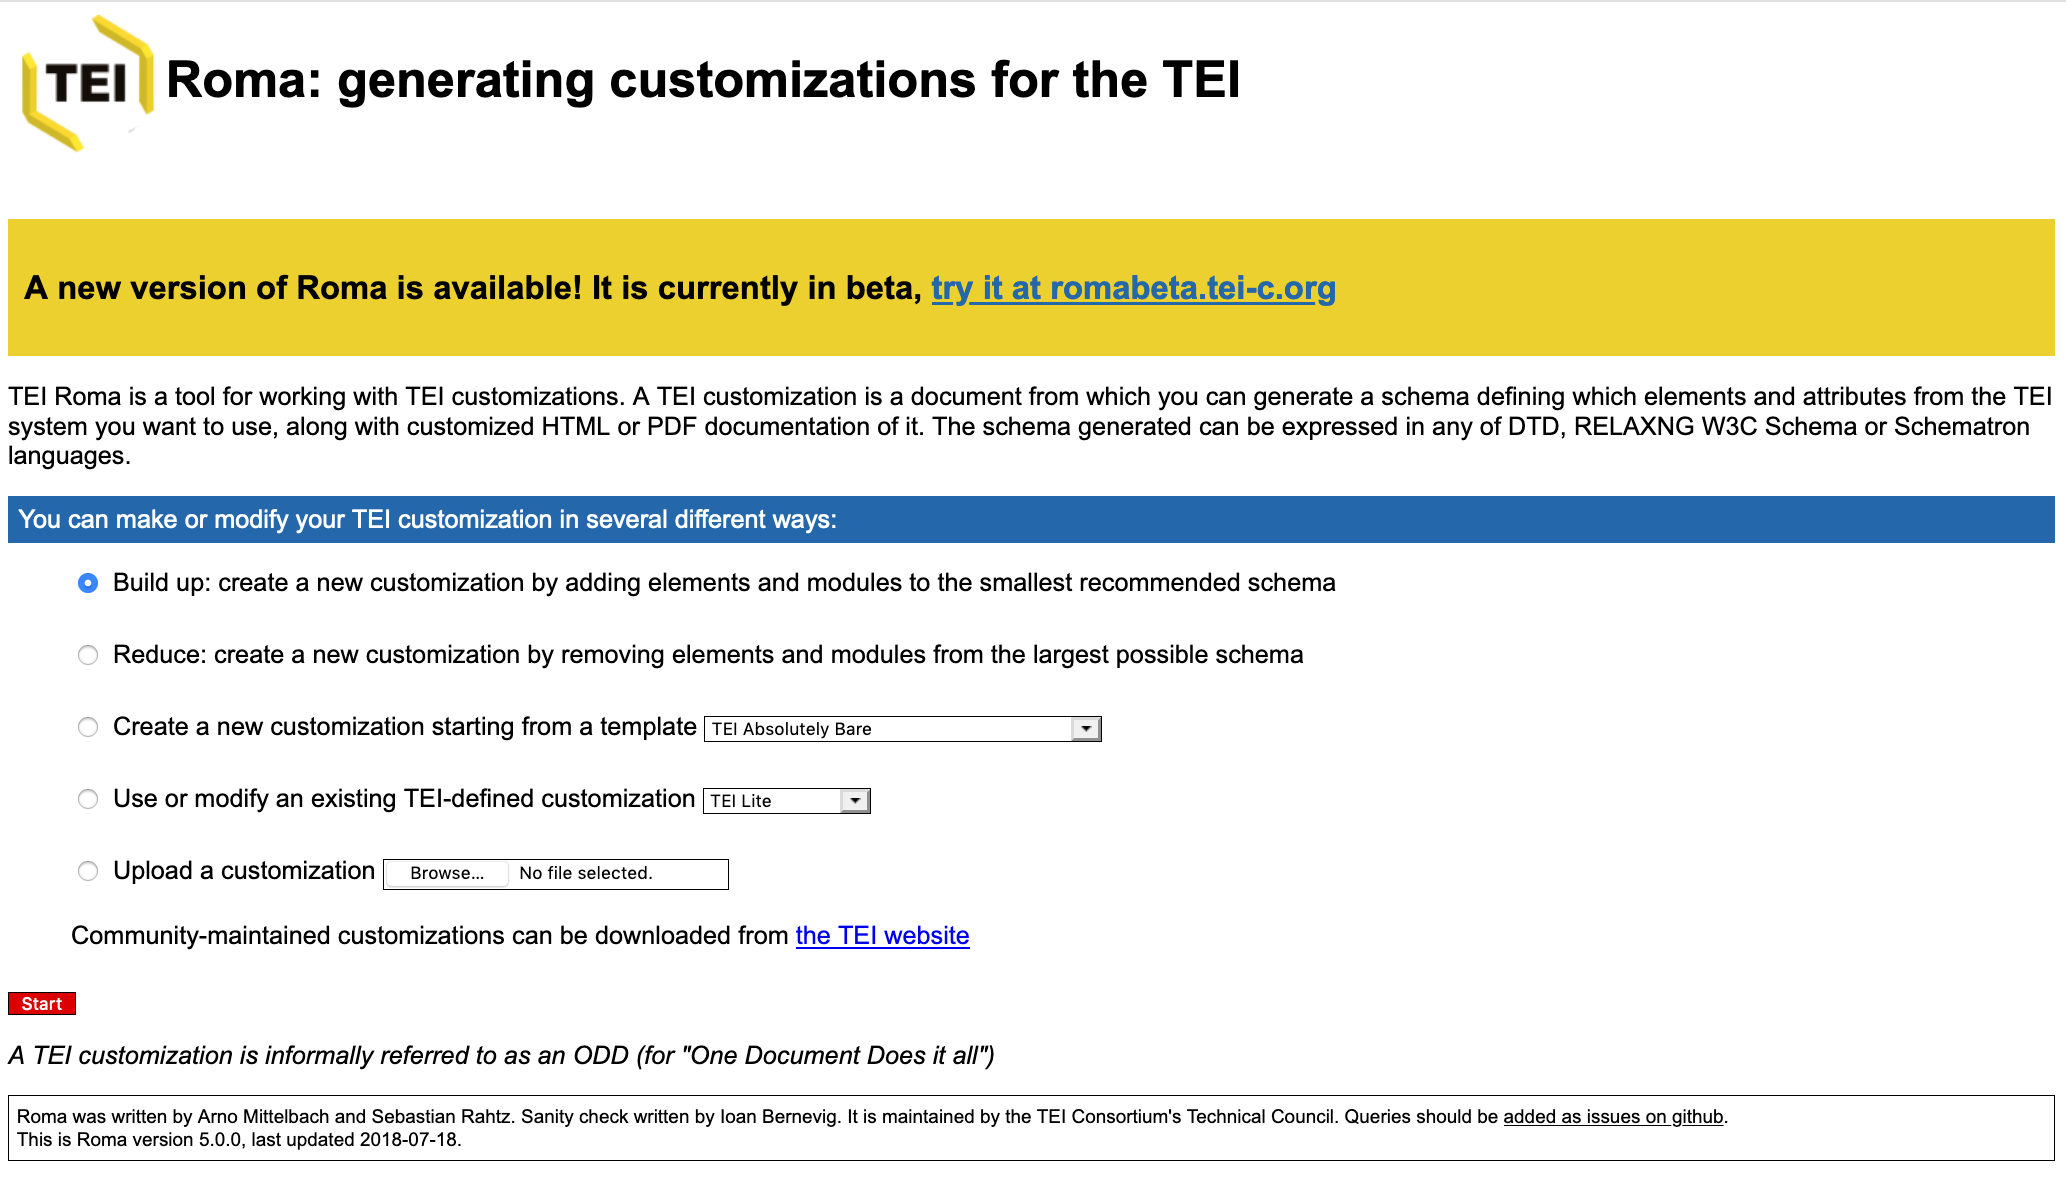 TEI
Roma: generating customizations for the TEI
A new version of Roma is available! It is currently in beta, try it at romabeta.tei-c.org
TEI Roma is a tool for working with TEI customizations. A TEI customization is a document from which you can generate a schema defining which elements and attributes from the TEI
system you want to use, along with customized HTML or PDF documentation of it. The schema generated can be expressed in any of DTD, RELAXNG W3C Schema or Schematron
languages.
You can make or modify your TEI customization in several different ways:
Build up: create a new customization by adding elements and modules to the smallest recommended schema
Reduce: create a new customization by removing elements and modules from the largest possible schema
Create a new customization starting from a template TEI Absolutely Bare
Use or modify an existing TEI-defined customization TEI Lite
Upload a customization Browse... No file selected.
Community-maintained customizations can be downloaded from the TEI website
Start
A TEI customization is informally referred to as an ODD (for "One Document Does it all")
Roma was written by Arno Mittelbach and Sebastian Rahtz. Sanity check written by Ioan Bernevig. It is maintained by the TEI Consortium's Technical Council. Queries should be added as issues on github.
This is Roma version 5.0.0, last updated 2018-07-18.